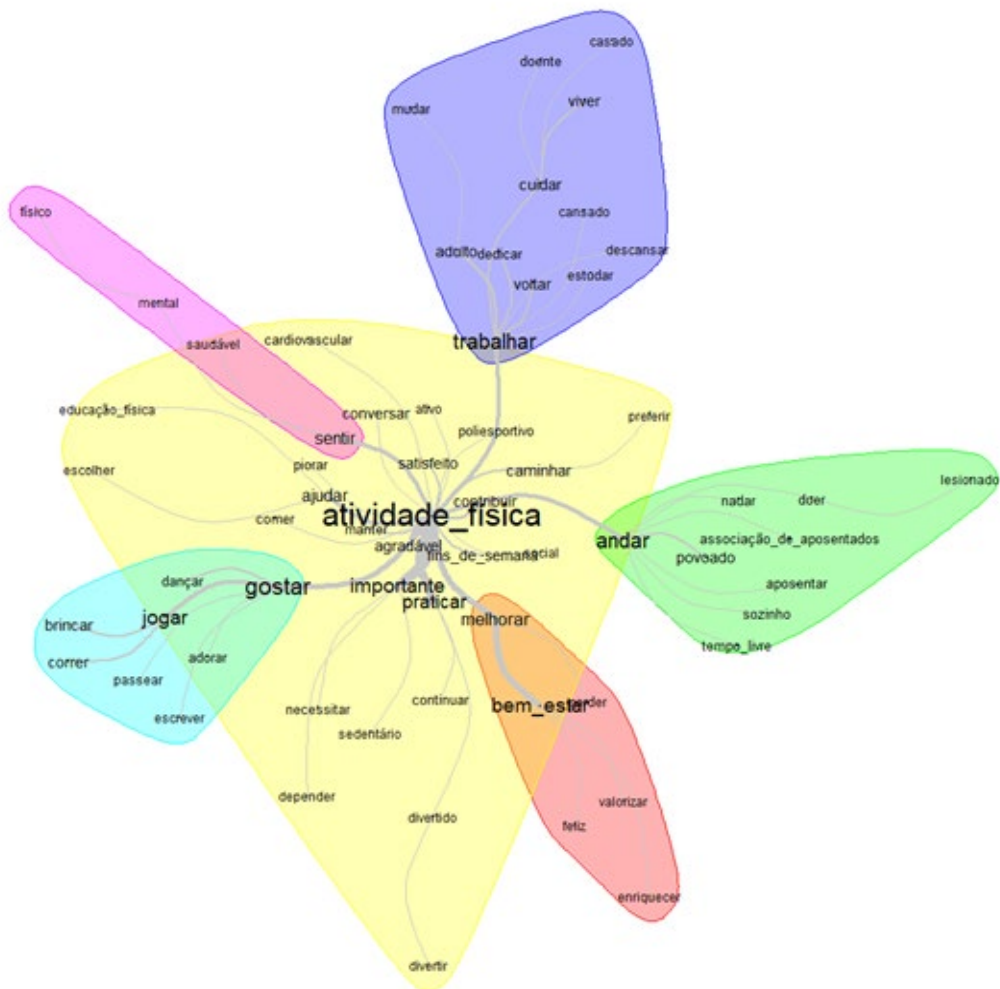 casado
doente
viver
mudar
cuidar
físico
cansado
adolto
dedicar
descansar
estodar
voltar
mental
trabalhar
saudável
cardiovascular
educação_física
conversar
ativo
preferir
sentir
poliesportivo
escolher
piorar
satisfeito
caminhar
lesionado
ajudar
contribuir
nadar
comer
atividade_física
manter
andar
associação_de_aposentados
agradável
fins_de_semana
social
povoado
dançar
gostar
importante
aposentar
praticar
jogar
melhorar
sozinho
brincar
correr
adorar
tempo_livre
passear
continuar
necessitar
bem_estar
escrever
sedentário
depender
valorizar
divertido
feliz
enriquecer
divertir